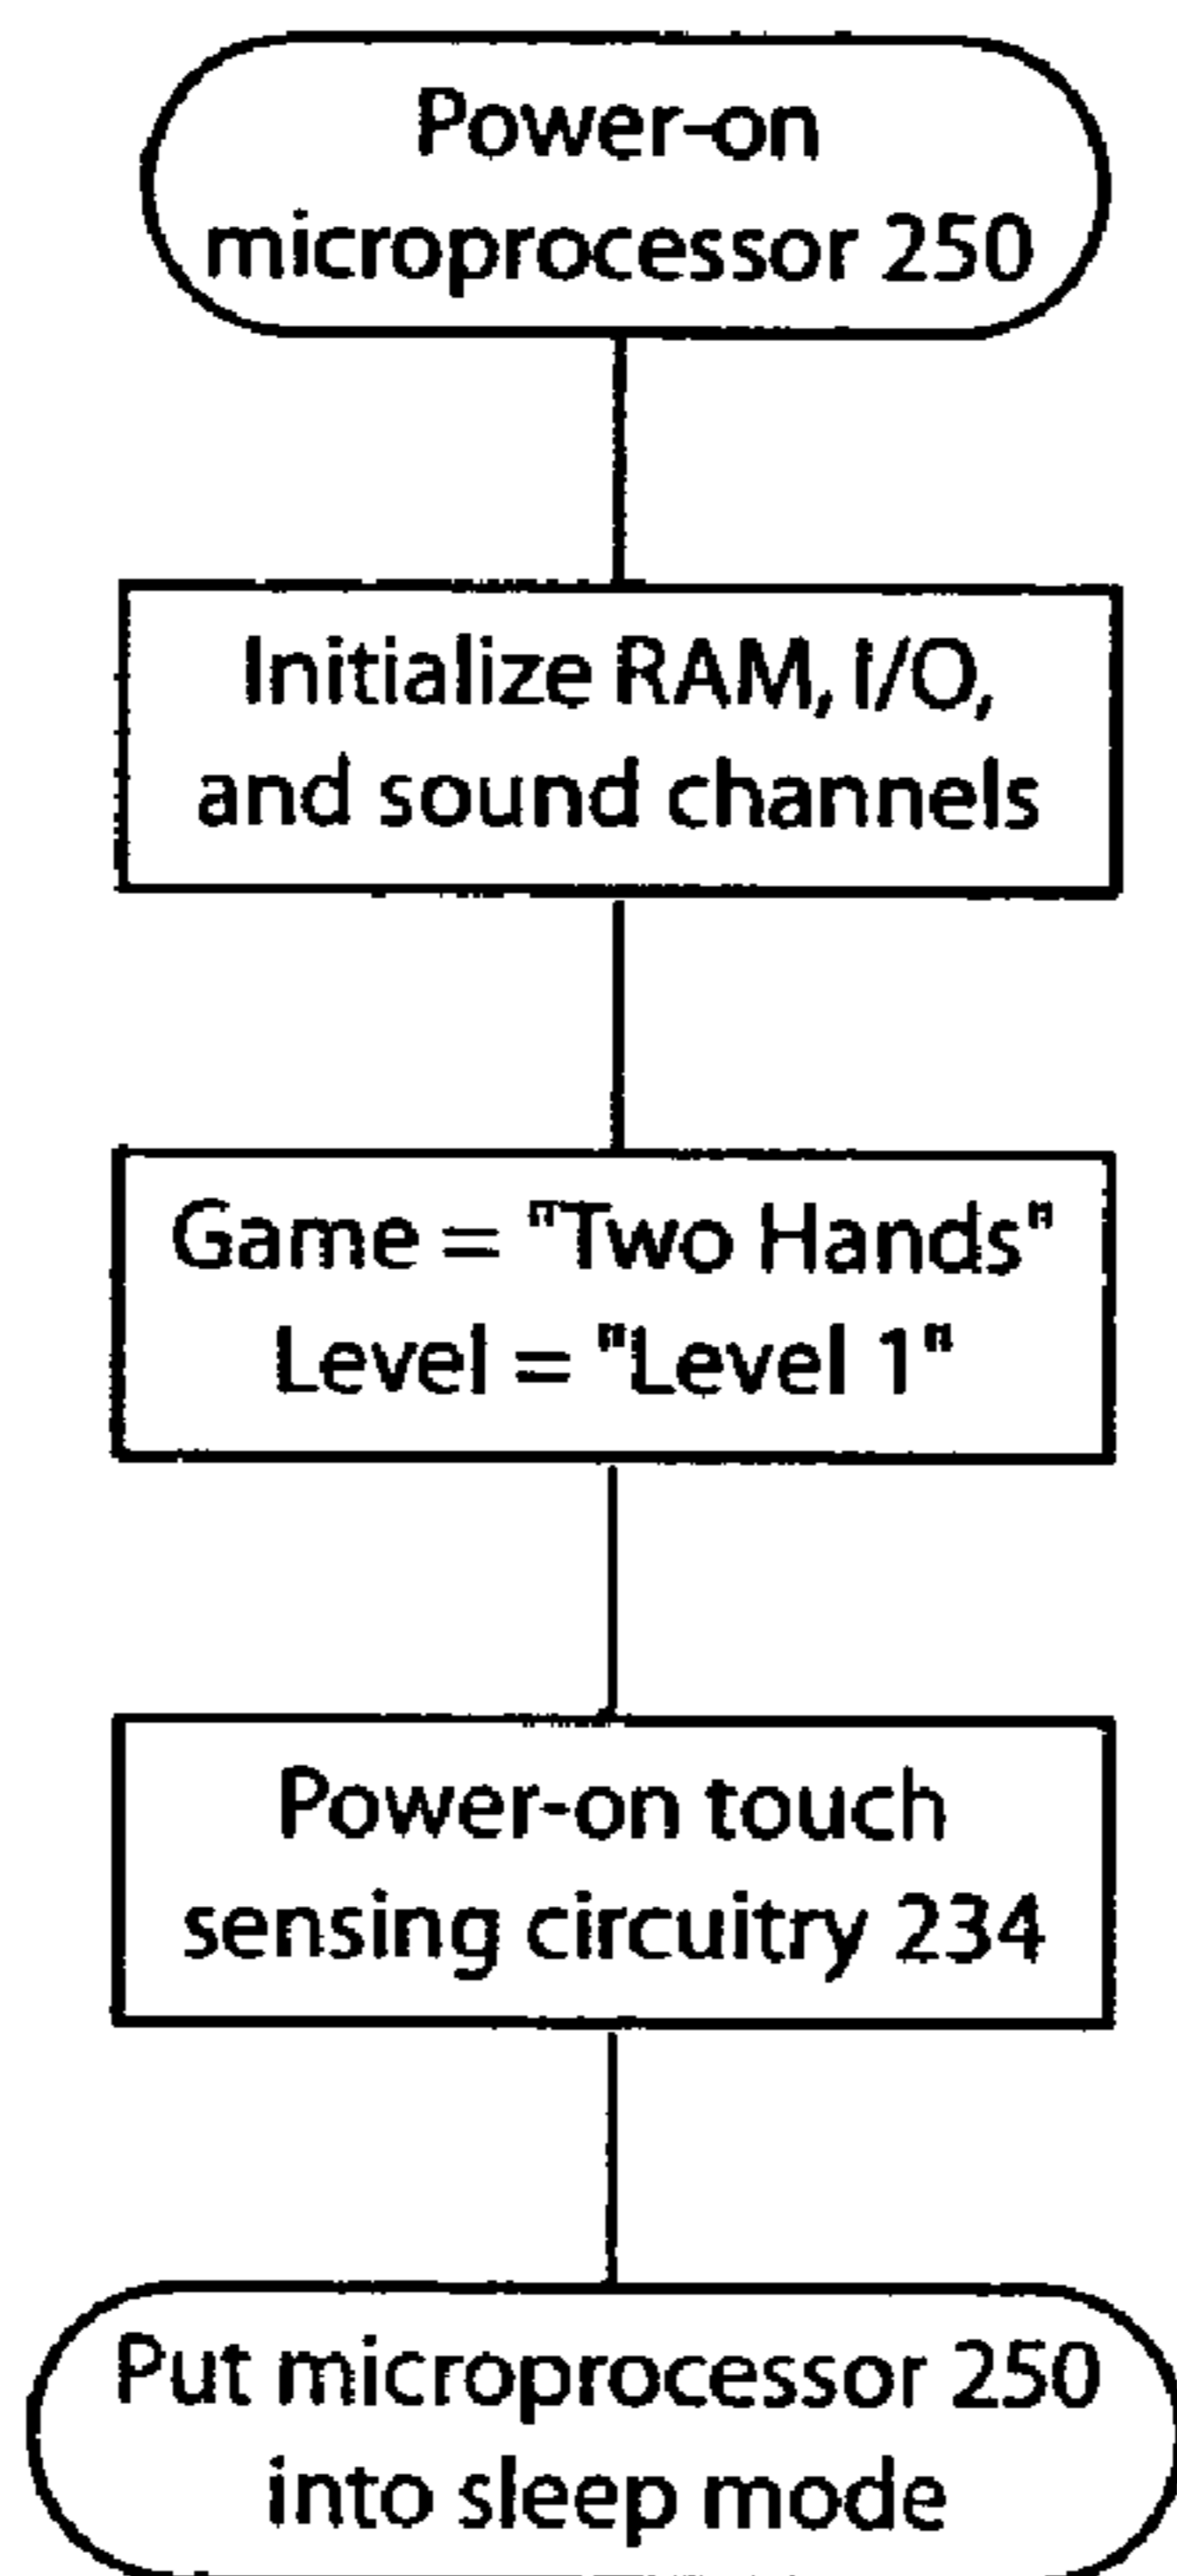 Power-on
microprocessor 250
Initialize RAM, I/O,
and sound channels
Game = "Two Hands"
Level = "Level 1"
Power-on touch
sensing circuitry 234
Put microprocessor 250
into sleep mode